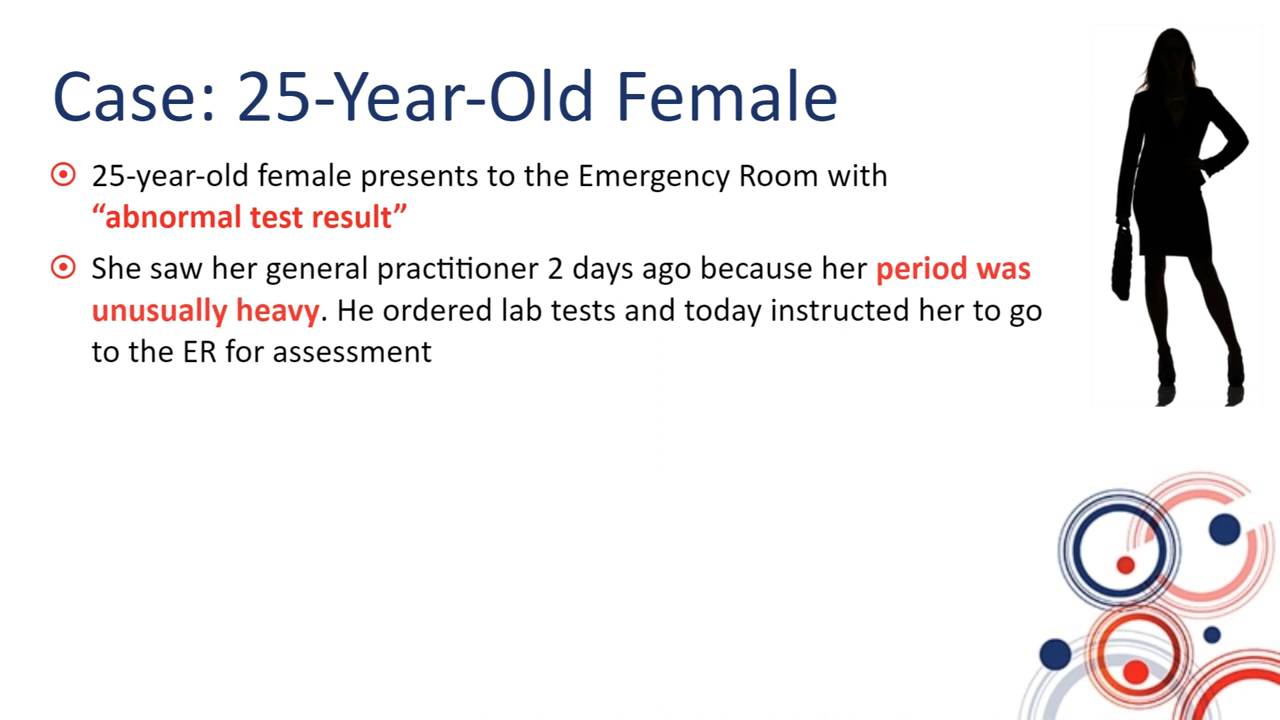 Case: 25-Year-Old Female
25-year-old female presents to the Emergency Room with
“abnormal test result”
She saw her general practitioner 2 days ago because her period was
unusually heavy. He ordered lab tests and today instructed her to go
to the ER for assessment